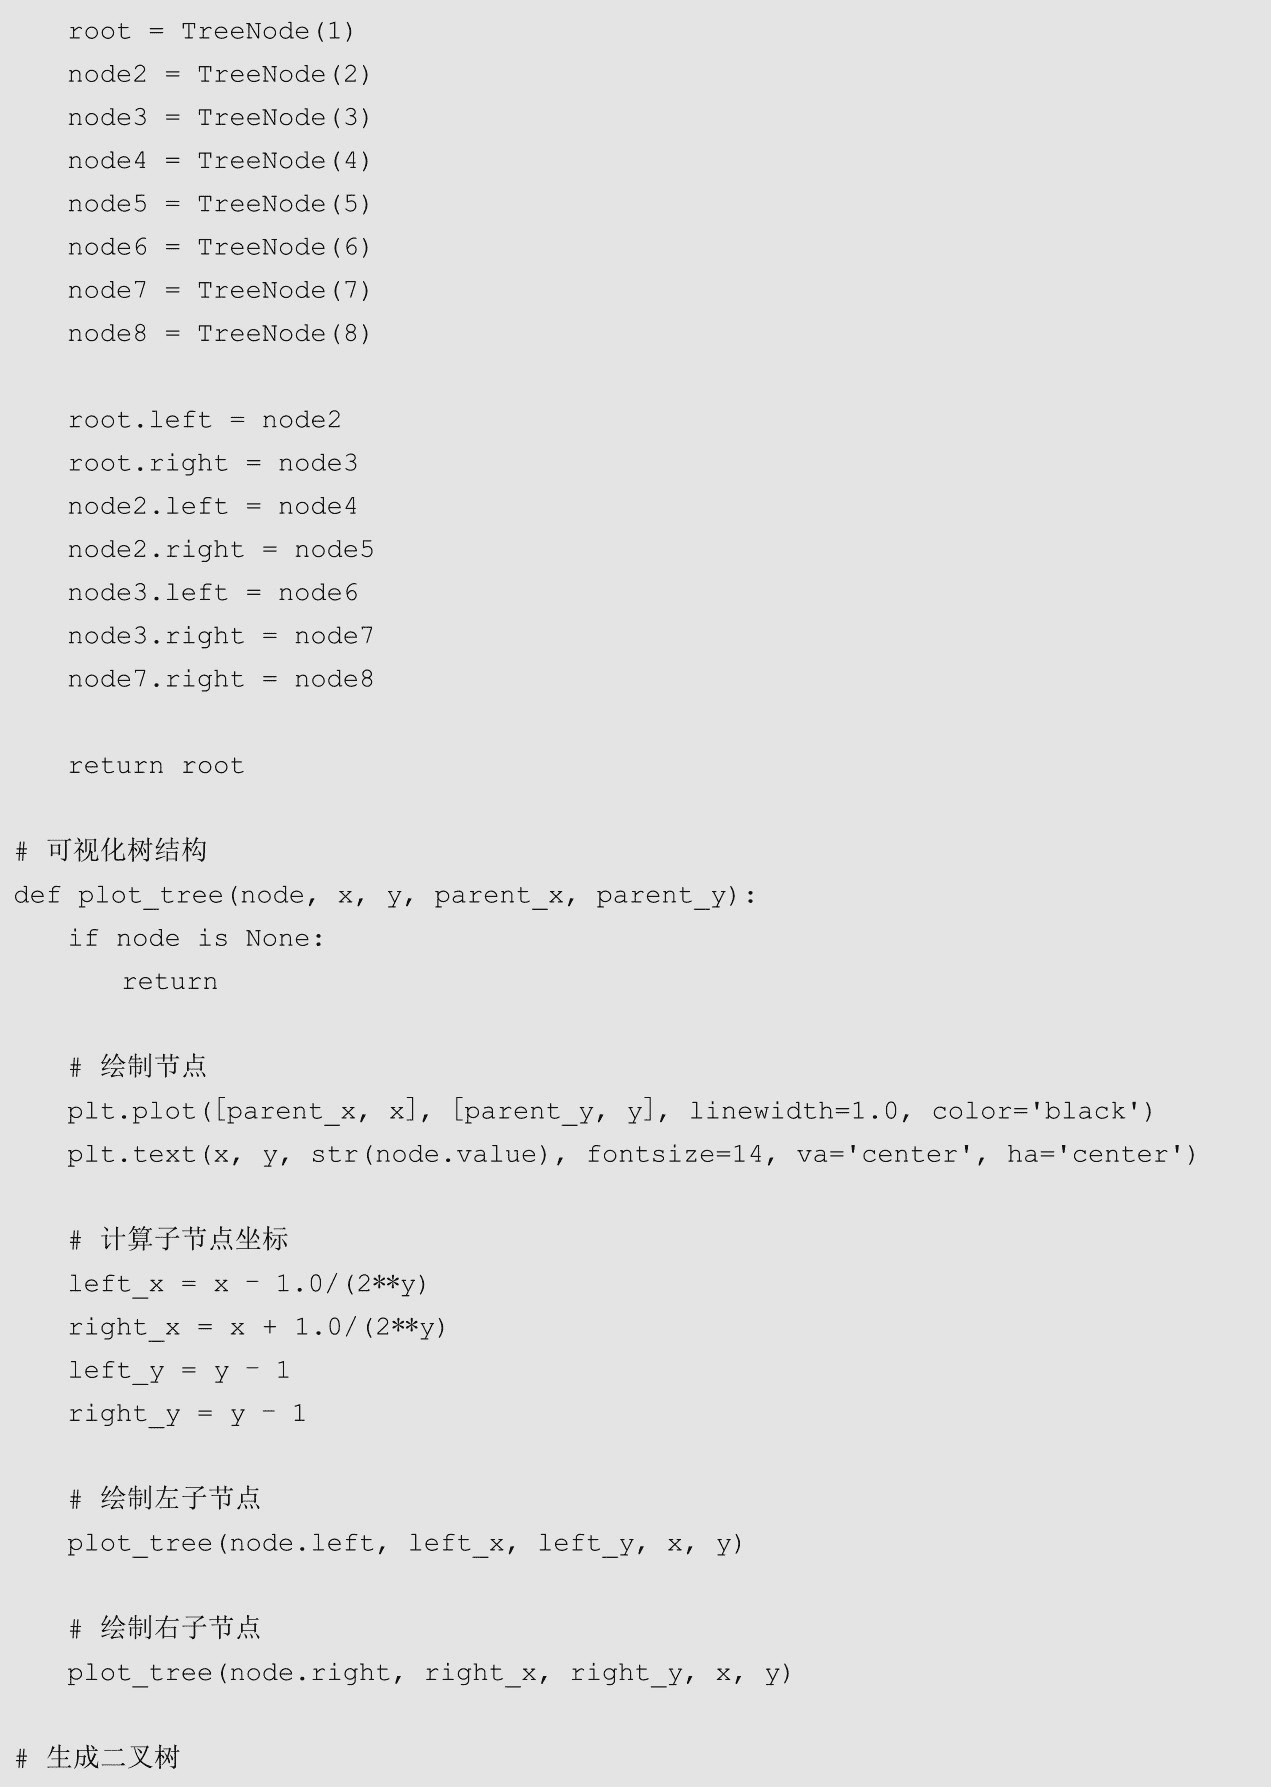 root = TreeNode(1)
node2 = TreeNode(2)
node3 = TreeNode(3)
node4 = TreeNode(4)
node5 = TreeNode(5)
node6 = TreeNode(6)
node7 = TreeNode(7)
node8 = TreeNode(8)
root.left = node2
root.right = node3
node2.left = node4
node2.right = node5
node3.left = node6
node3.right = node7
node7.right = node8
return root
# 可视化树结构
def plot_tree(node, x, y, parent_x, parent_y):
if node is None:
return
# 绘制节点
plt.plot([parent_x, x], [parent_y, y], linewidth=1.0, color='black')
plt.text(x, y, str(node.value), fontsize=14, va='center', ha='center')
# 计算子节点坐标
left_x = x - 1.0/(2**y)
right_x = x + 1.0/(2**y)
left_y = y - 1
right_y = y - 1
# 绘制左子节点
plot_tree(node.left, left_x, left_y, x, y)
# 绘制右子节点
plot_tree(node.right, right_x, right_y, x, y)
# 生成二叉树